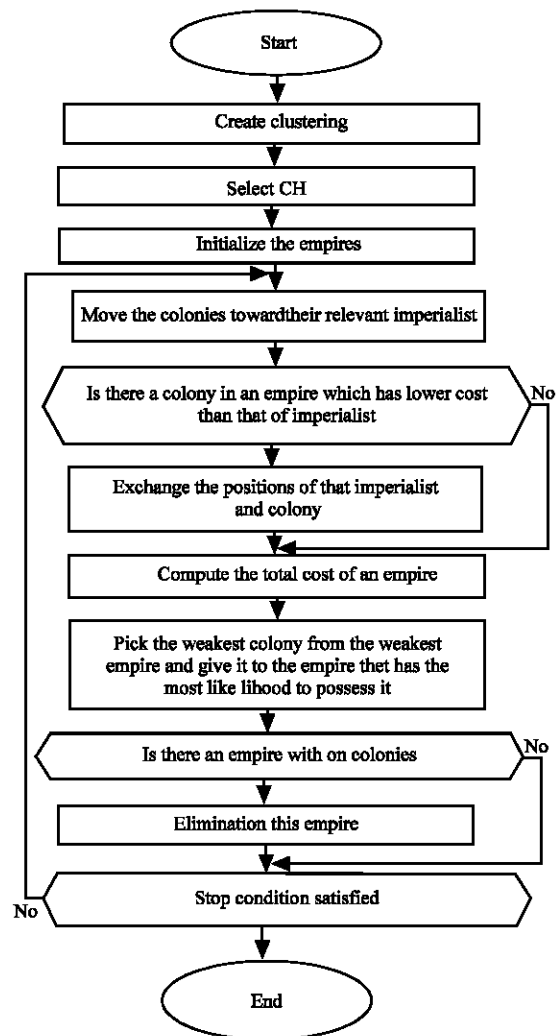 Start
Create clustering
Select CH
Initialize the empires
Move the colonies towardtheir relevant imperialist
Is there a colony in an empire which has lower cost
than that of imperialist
No
Exchange the positions of that imperialist
and colony
Compute the total cost of an empire
Pick the weakest colony from the weakest
empire and give it to the empire thet has the
most like lihood to possess it
Is there an empire with on colonies
No
Elimination this empire
Stop condition satisfied
No
End